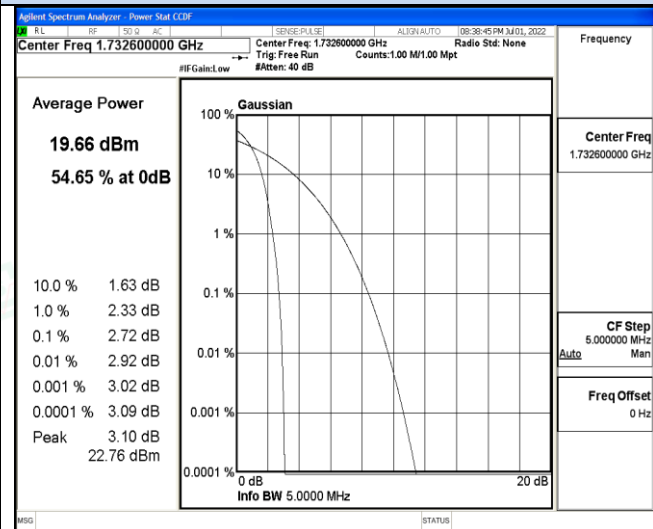 Agilent Spectrum Analyzer - Power Stat CCDF
RL RF 50 Ω AC SENSE:PULSE ALIGN AUTO 08:38:45 PM Jul 01, 2022
Center Freq 1.732600000 GHz
Center Freq: 1.732600000 GHz Radio Std: None
Trig: Free Run Counts:1.00 M/1.00 Mpt
#IFGain:Low #Atten: 40 dB
Frequency
Average Power
19.66 dBm
54.65 % at 0dB
10.0 % 1.63 dB
1.0 % 2.33 dB
0.1 % 2.72 dB
0.01 % 2.92 dB
0.001 % 3.02 dB
0.0001 % 3.09 dB
Peak 3.10 dB
22.76 dBm
Gaussian
100 %
10 %
1 %
0.1 %
0.01 %
0.001 %
0.0001 %
0 dB 20 dB
Info BW 5.0000 MHz
Center Freq
1.732600000 GHz
CF Step
5.000000 MHz
Auto Man
Freq Offset
0 Hz
MSG STATUS